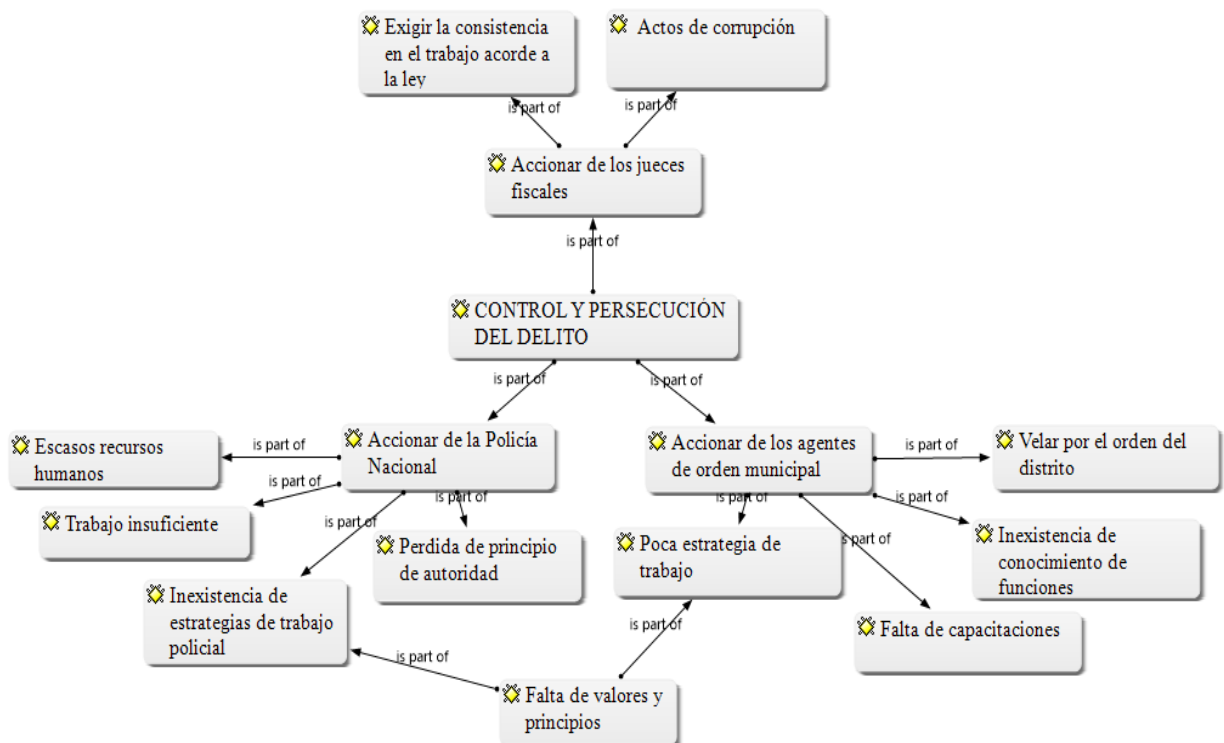 Exigir la consistencia
en el trabajo acorde a
la ley
Actos de corrupción
is part of
is part of
Accionar de los jueces
fiscales
is part of
CONTROL Y PERSECUCIÓN
DEL DELITO
is part of
is part of
Accionar de la Policía
Nacional
Accionar de los agentes
de orden municipal
Escasos recursos
humanos
is part of
is part of
Velar por el orden del
distrito
is part of
Trabajo insuficiente
is part of
is part of
Perdida de principio
de autoridad
is part of
Poca estrategia de
trabajo
is part of
is part of
Inexistencia de
conocimiento de
funciones
Inexistencia de
estrategias de trabajo
policial
is part of
Falta de capacitaciones
is part of
Falta de valores y
principios